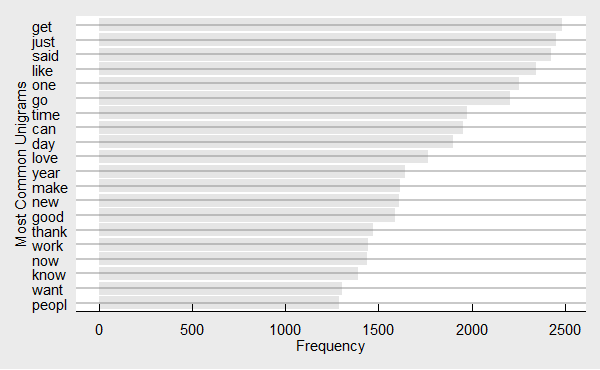 Most Common Unigrams
get
just
said
like
one
go
time
can
day
love
year
make
new
good
thank
work
now
know
want
peopl
0 500 1000 1500 2000 2500
Frequency